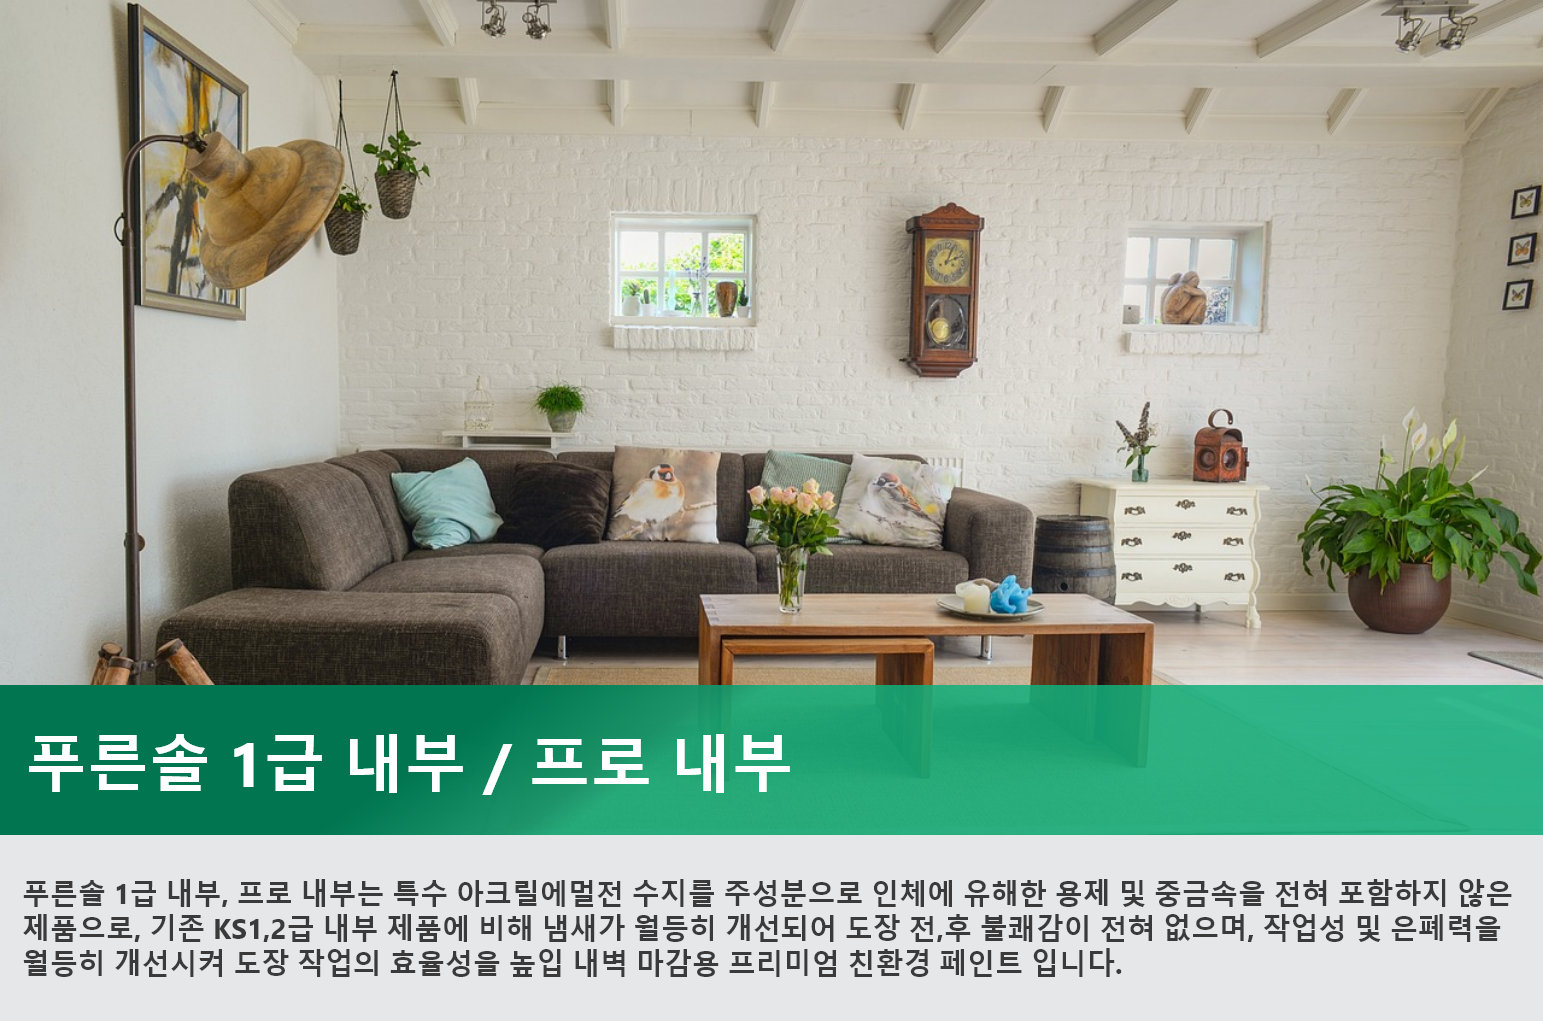 푸른솔 1급 내부 / 프로 내부
푸른솔 1급 내부, 프로 내부는 특수 아크릴에멀전 수지를 주성분으로 인체에 유해한 용제 및 중금속을 전혀 포함하지 않은
제품으로, 기존 KS1,2급 내부 제품에 비해 냄새가 월등히 개선되어 도장 전,후 불쾌감이 전혀 없으며, 작업성 및 은폐력을
월등히 개선시켜 도장 작업의 효율성을 높입 내벽 마감용 프리미엄 친환경 페인트 입니다.